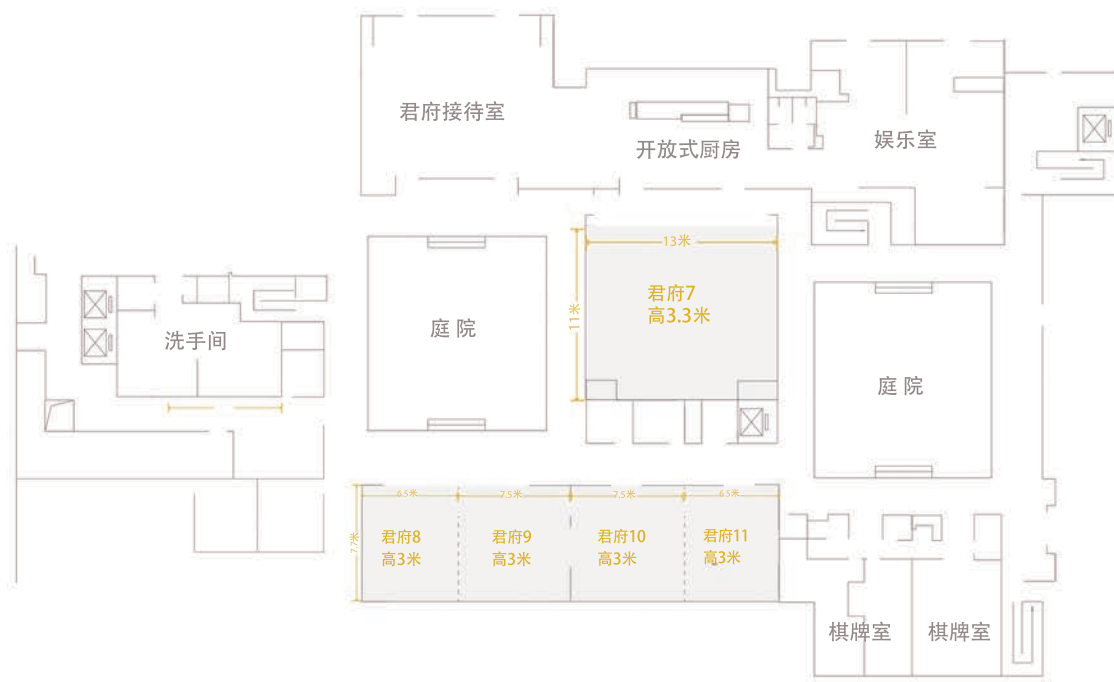 君府接待室
开放式厨房
娱乐室
13米
11米
君府7
高3.3米
洗手间
庭 院
庭 院
6.5米
7.5米
7.5米
6.5米
7.7米
君府8
高3米
君府9
高3米
君府10
高3米
君府11
高3米
棋牌室
棋牌室